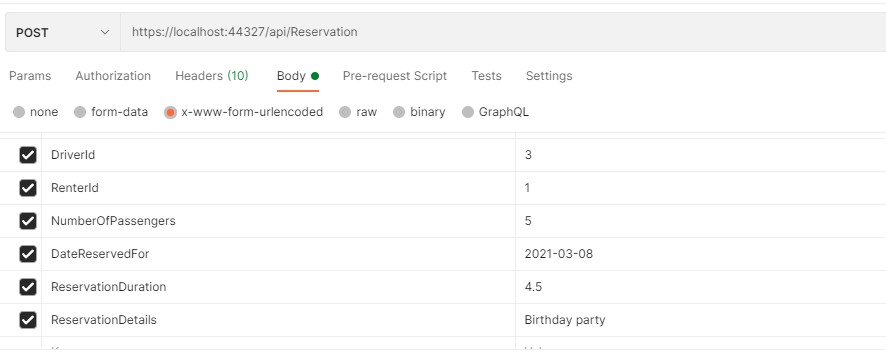 POST https://localhost:44327/api/Reservation
Params Authorization Headers (10) Body Pre-request Script Tests Settings
none form-data x-www-form-urlencoded raw binary GraphQL
DriverId 3
RenterId 1
NumberOfPassengers 5
DateReservedFor 2021-03-08
ReservationDuration 4.5
ReservationDetails Birthday party